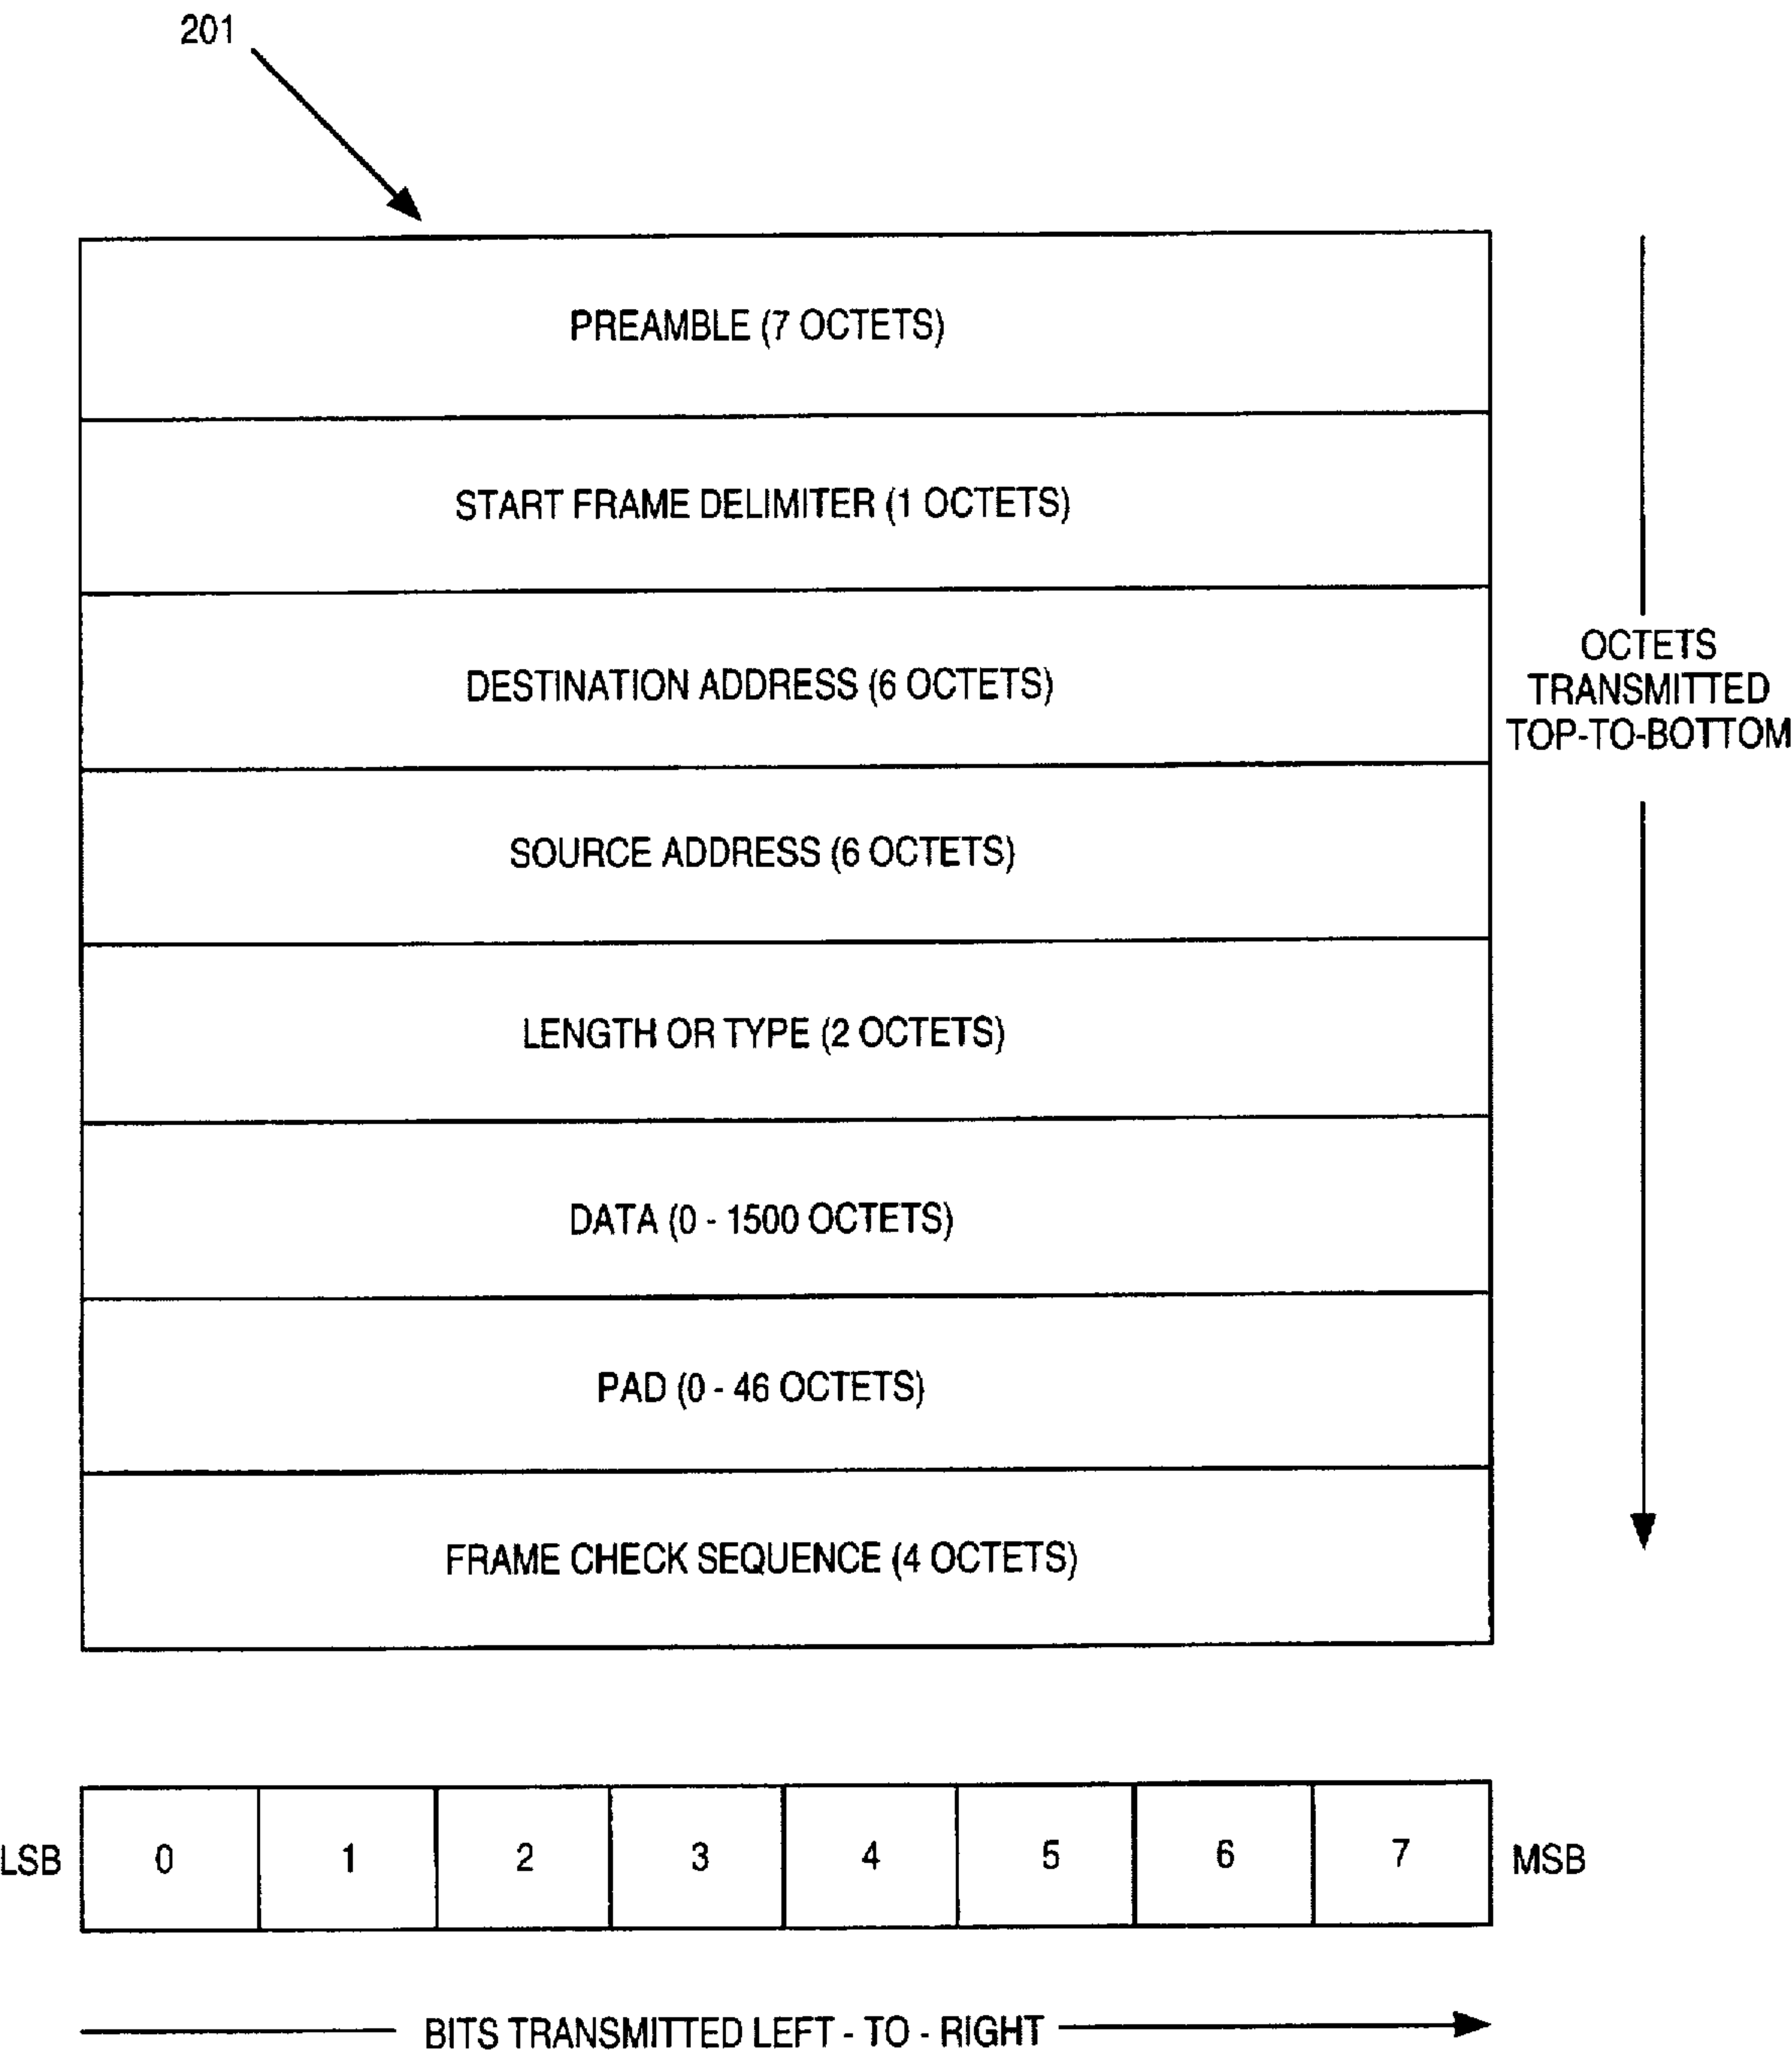 201
PREAMBLE (7 OCTETS)
START FRAME DELIMITER (1 OCTETS)
DESTINATION ADDRESS (6 OCTETS)
OCTETS
TRANSMITTED
TOP-TO-BOTTOM
SOURCE ADDRESS (6 OCTETS)
LENGTH OR TYPE (2 OCTETS)
DATA (0 - 1500 OCTETS)
PAD (0 - 46 OCTETS)
FRAME CHECK SEQUENCE (4 OCTETS)
LSB 0 1 2 3 4 5 6 7 MSB
BITS TRANSMITTED LEFT - TO - RIGHT